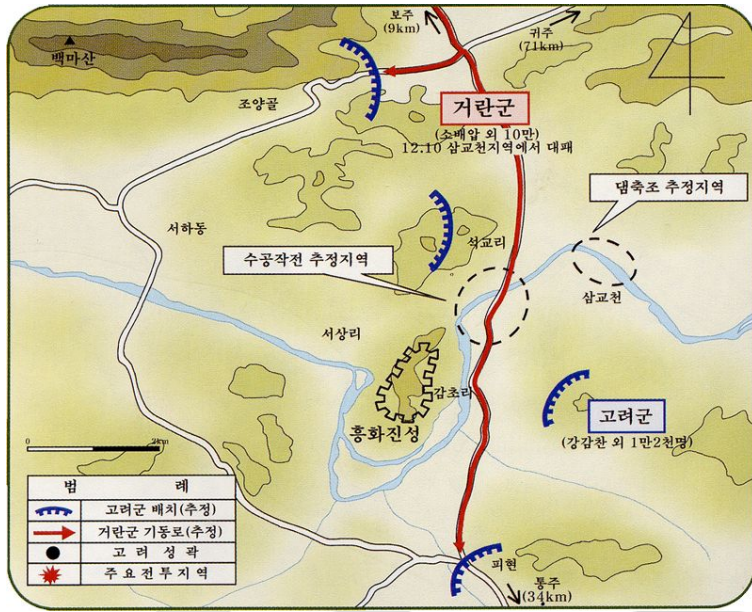 보주
(9km)
귀주
(71km)
백마산
조양골
거란군
(소배압 외 10만)
12.10 삼교천지역에서 대패
댐축조 추정지역
서하동
석교리
수공작전 추정지역
삼교천
서상리
감초리
흥화진성
고려군
(강감찬 외 1만2천명)
0
2km
범 례
고려군 배치(추정)
거란군 기동로(추정)
고 려 성 곽
주 요 전 투 지 역
피현
통주
(34km)